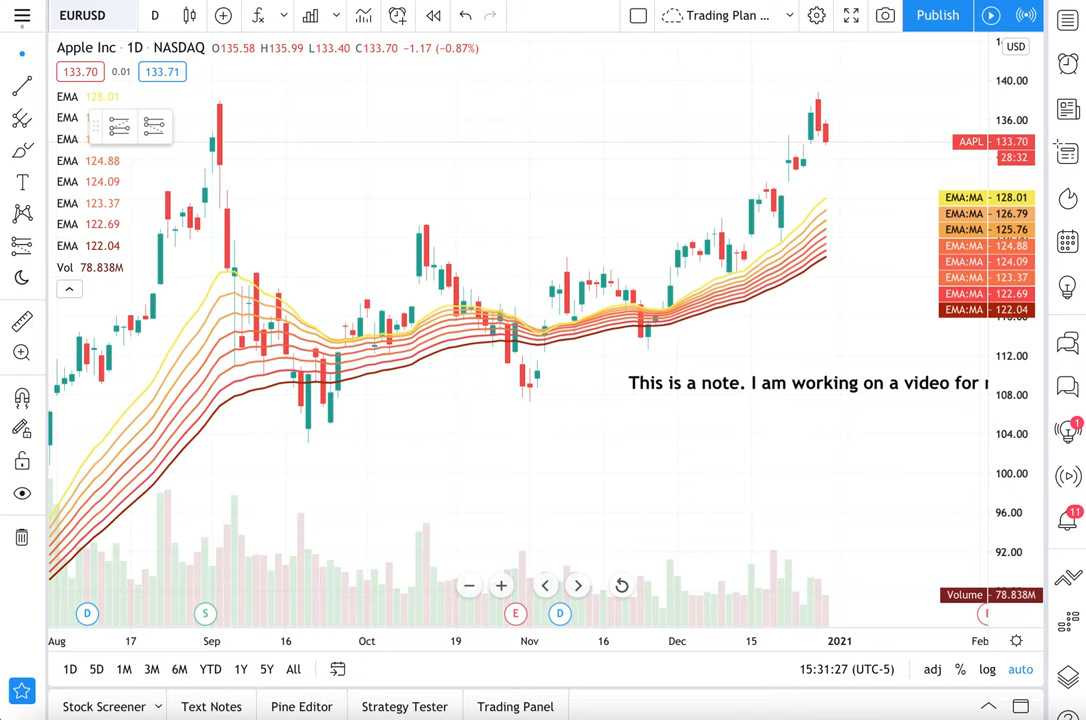 EURUSD D Trading Plan ... Publish
Apple Inc · 1D · NASDAQ O135.58 H135.99 L133.40 C133.70 −1.17 (−0.87%)
133.70 0.01 133.71
EMA 128.01
EMA
EMA
EMA 124.88
EMA 124.09
EMA 123.37
EMA 122.69
EMA 122.04
Vol 78.838M
USD
140.00
136.00
AAPL 133.70
28:32
EMA:MA 128.01
EMA:MA 126.79
EMA:MA 125.76
EMA:MA 124.88
EMA:MA 124.09
EMA:MA 123.37
EMA:MA 122.69
EMA:MA 122.04
112.00
This is a note. I am working on a video for
108.00
104.00
100.00
96.00
92.00
Volume 78.838M
1
11
D S E D
Aug 17 Sep 16 Oct 19 Nov 16 Dec 15 2021 Feb
1D 5D 1M 3M 6M YTD 1Y 5Y All 15:31:27 (UTC-5) adj % log auto
Stock Screener Text Notes Pine Editor Strategy Tester Trading Panel